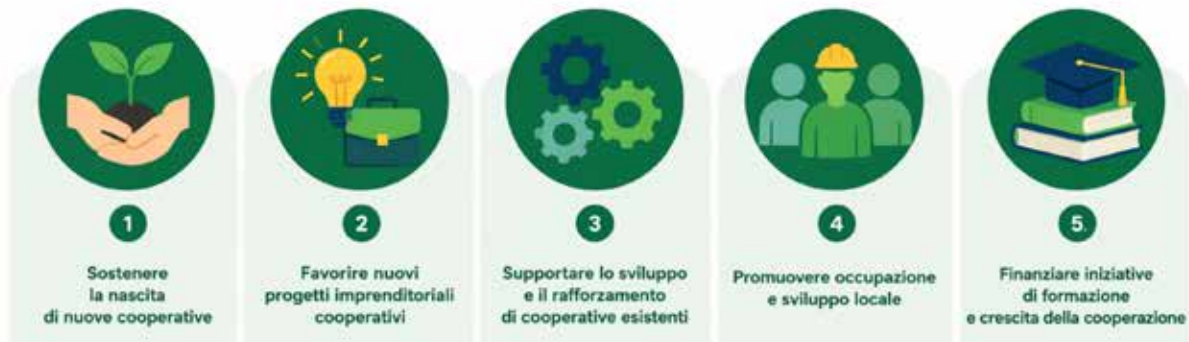 1
Sostenere
la nascita
di nuove cooperative
2
Favorire nuovi
progetti imprenditoriali
cooperativi
3
Supportare lo sviluppo
e il rafforzamento
di cooperative esistenti
4
Promuovere occupazione
e sviluppo locale
5.
Finanziare iniziative
di formazione
e crescita della cooperazione